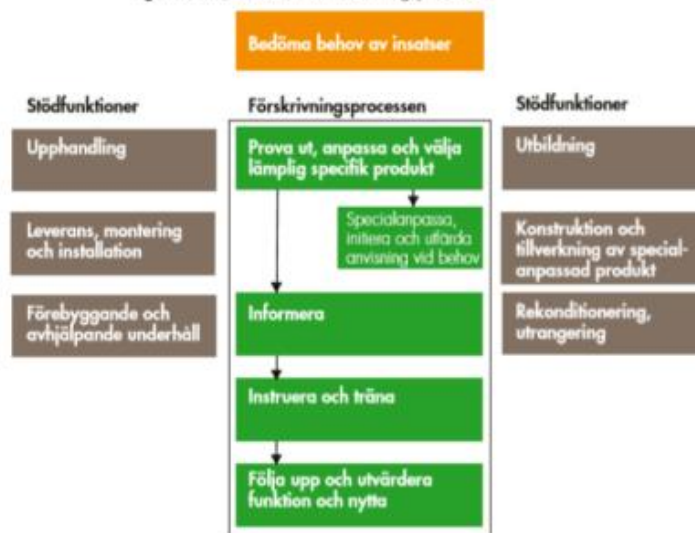 Bedöma behov av insatser
Stödfunktioner
Förskrivningsprocessen
Stödfunktioner
Upphandling
Prova ut, anpassa och välja
lämplig specifik produkt
Utbildning
Leverans, montering
och installation
Specialanpassa,
initiera och utfärda
anvisning vid behov
Konstruktion och
tillverkning av special-
anpassad produkt
Förebyggande och
avhjälpande underhåll
Informera
Rekonditionering,
utrangering
Instruera och träna
Följa upp och utvärdera
funktion och nytta